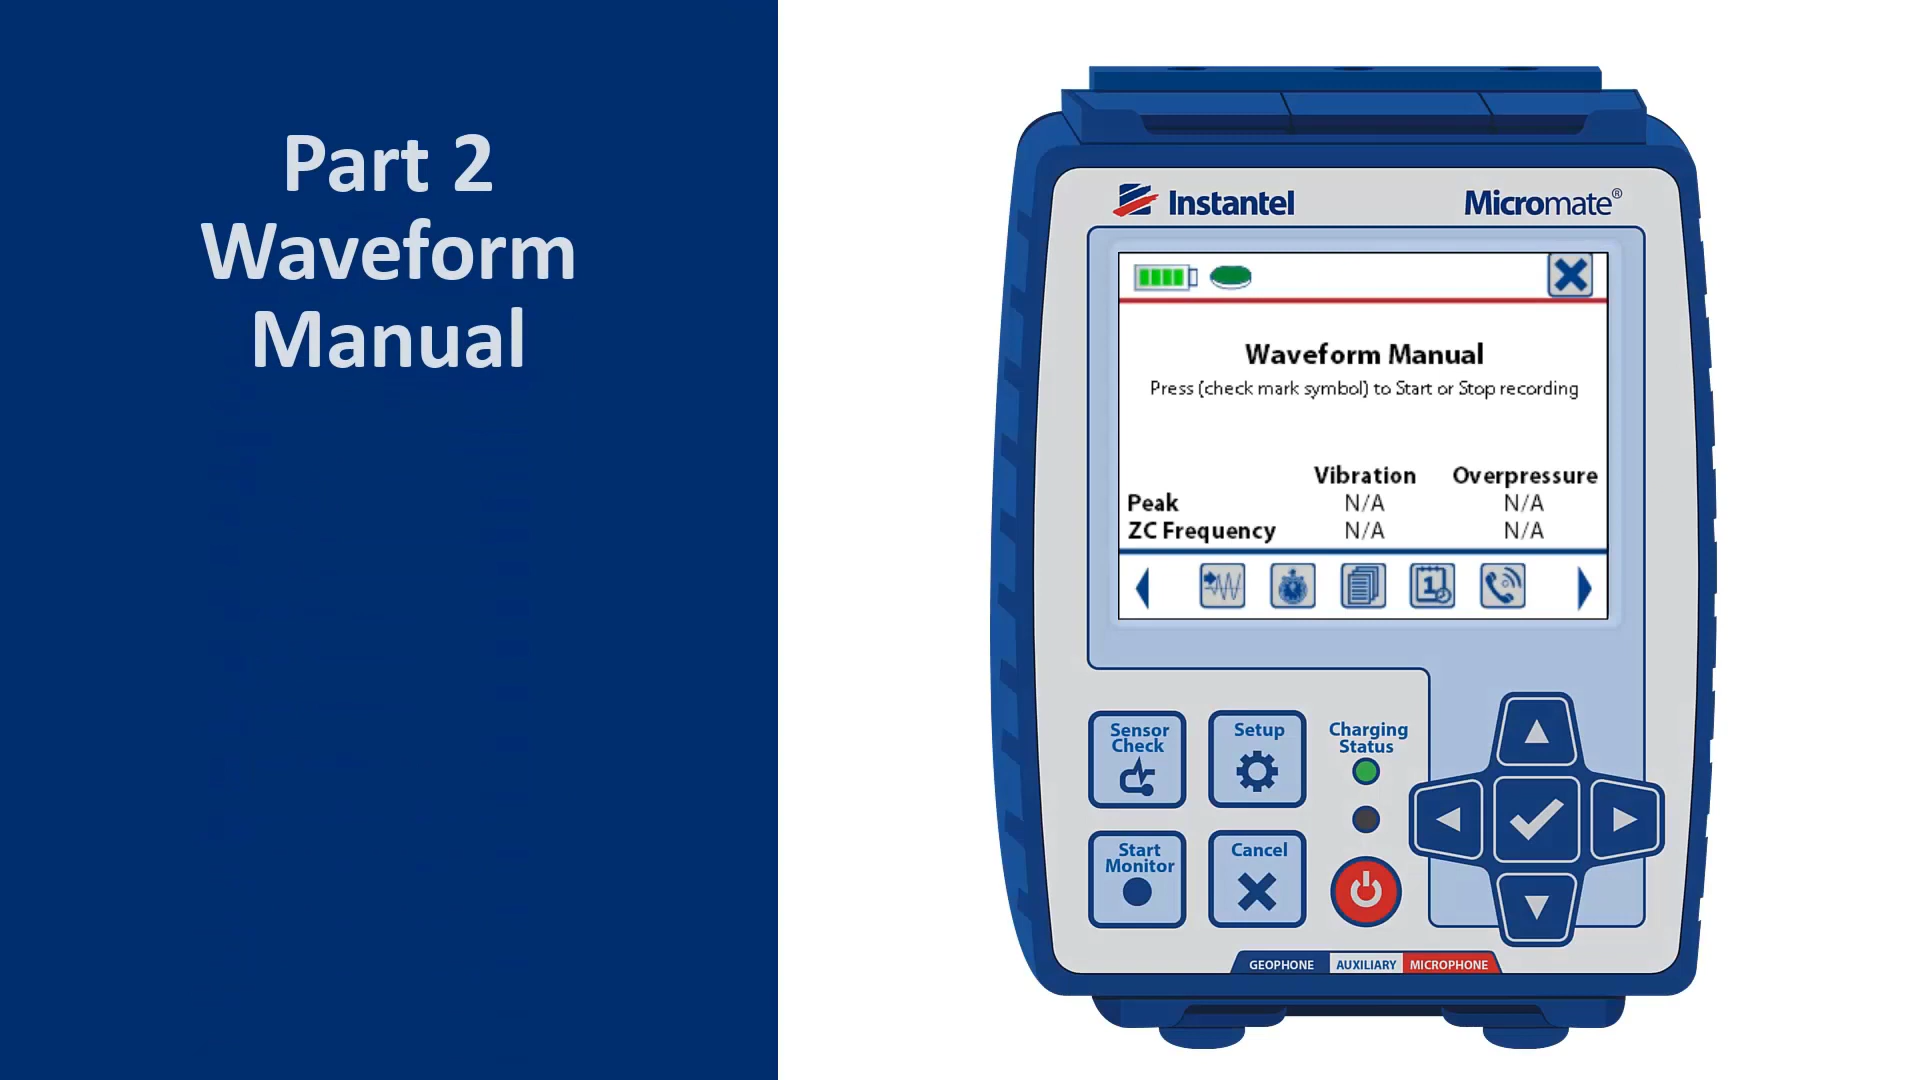 Part 2
Waveform
Manual
Instantel
Micromate®
Waveform Manual
Press (check mark symbol) to Start or Stop recording
Vibration Overpressure
Peak N/A N/A
ZC Frequency N/A N/A
1
Sensor
Check
Setup
Charging
Status
Start
Monitor
Cancel
GEOPHONE AUXILIARY MICROPHONE